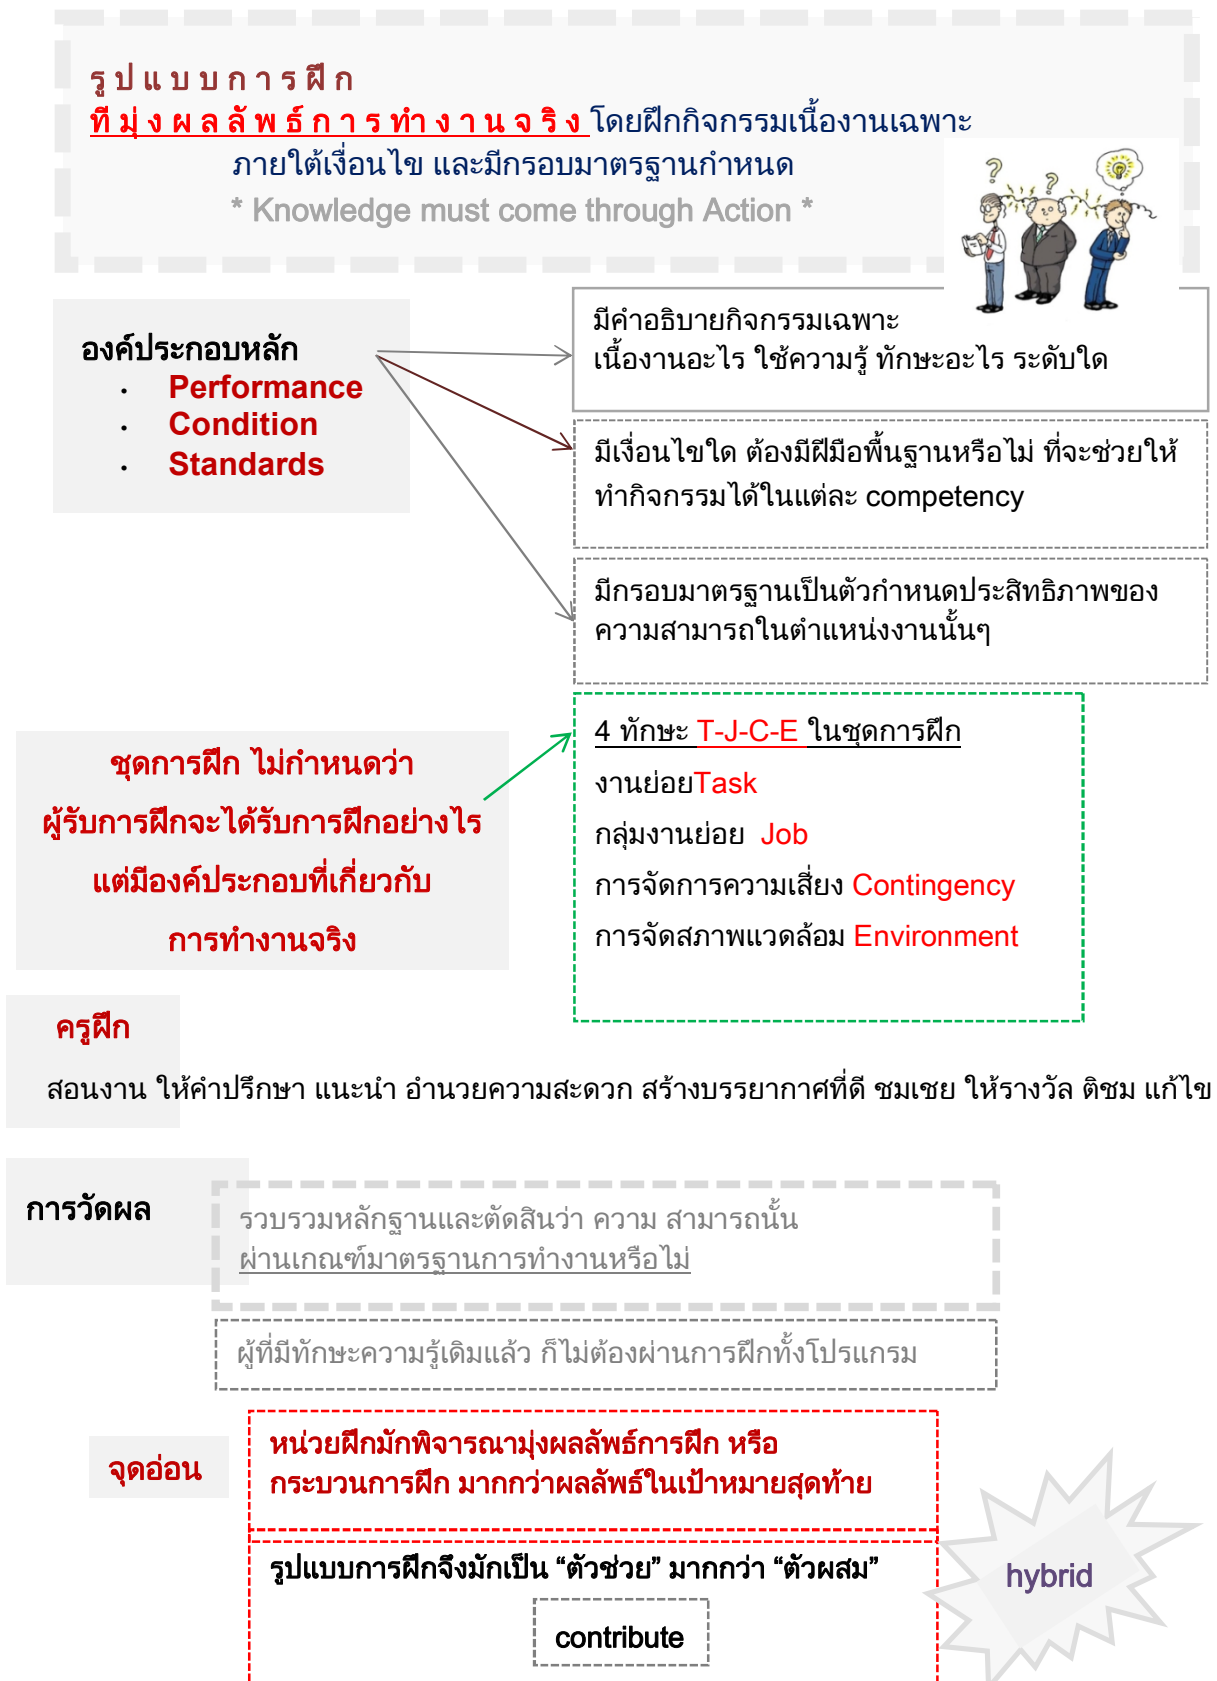 รูปแบบการฝึก
ที่มุ่งผลลัพธ์การทำงานจริง โดยฝึกกิจกรรมเนื้องานเฉพาะ
ภายใต้เงื่อนไข และมีกรอบมาตรฐานกำหนด
* Knowledge must come through Action *
?
?
?
องค์ประกอบหลัก
· Performance
· Condition
· Standards
มีคำอธิบายกิจกรรมเฉพาะ
เนื้องานอะไร ใช้ความรู้ ทักษะอะไร ระดับใด
มีเงื่อนไขใด ต้องมีฝีมือพื้นฐานหรือไม่ ที่จะช่วยให้
ทำกิจกรรมได้ในแต่ละ competency
มีกรอบมาตรฐานเป็นตัวกำหนดประสิทธิภาพของ
ความสามารถในตำแหน่งงานนั้นๆ
ชุดการฝึก ไม่กำหนดว่า
ผู้รับการฝึกจะได้รับการฝึกอย่างไร
แต่มีองค์ประกอบที่เกี่ยวกับ
การทำงานจริง
4 ทักษะ T-J-C-E ในชุดการฝึก
งานย่อยTask
กลุ่มงานย่อย Job
การจัดการความเสี่ยง Contingency
การจัดสภาพแวดล้อม Environment
ครูฝึก
สอนงาน ให้คำปรึกษา แนะนำ อำนวยความสะดวก สร้างบรรยากาศที่ดี ชมเชย ให้รางวัล ติชม แก้ไข
การวัดผล
รวบรวมหลักฐานและตัดสินว่า ความ สามารถนั้น
ผ่านเกณฑ์มาตรฐานการทำงานหรือไม่
ผู้ที่มีทักษะความรู้เดิมแล้ว ก็ไม่ต้องผ่านการฝึกทั้งโปรแกรม
จุดอ่อน
หน่วยฝึกมักพิจารณามุ่งผลลัพธ์การฝึก หรือ
กระบวนการฝึก มากกว่าผลลัพธ์ในเป้าหมายสุดท้าย
รูปแบบการฝึกจึงมักเป็น “ตัวช่วย” มากกว่า “ตัวผสม”
hybrid
contribute